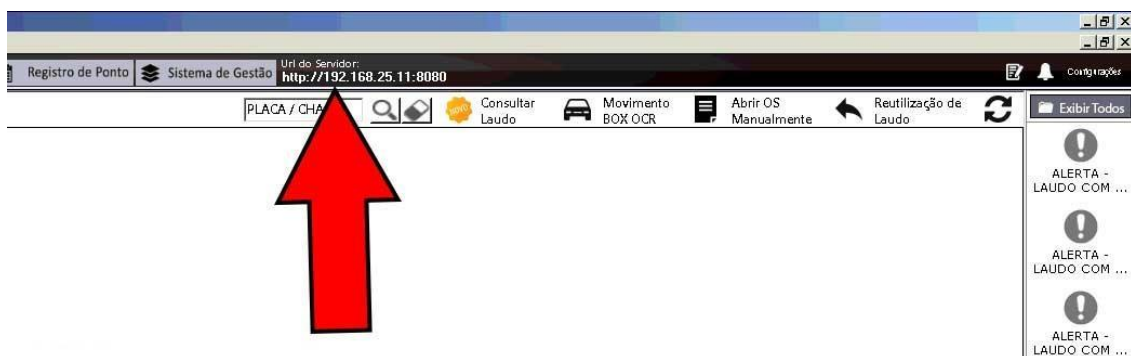 Registro de Ponto
Sistema de Gestão
Url do Servidor:
http://192.168.25.11:8080
Configurações
PLACA / CHA
NOVO
Consultar
Laudo
Movimento
BOX OCR
Abrir OS
Manualmente
Reutilização de
Laudo
Exibir Todos
ALERTA -
LAUDO COM ...
ALERTA -
LAUDO COM ...
ALERTA -
LAUDO COM ...